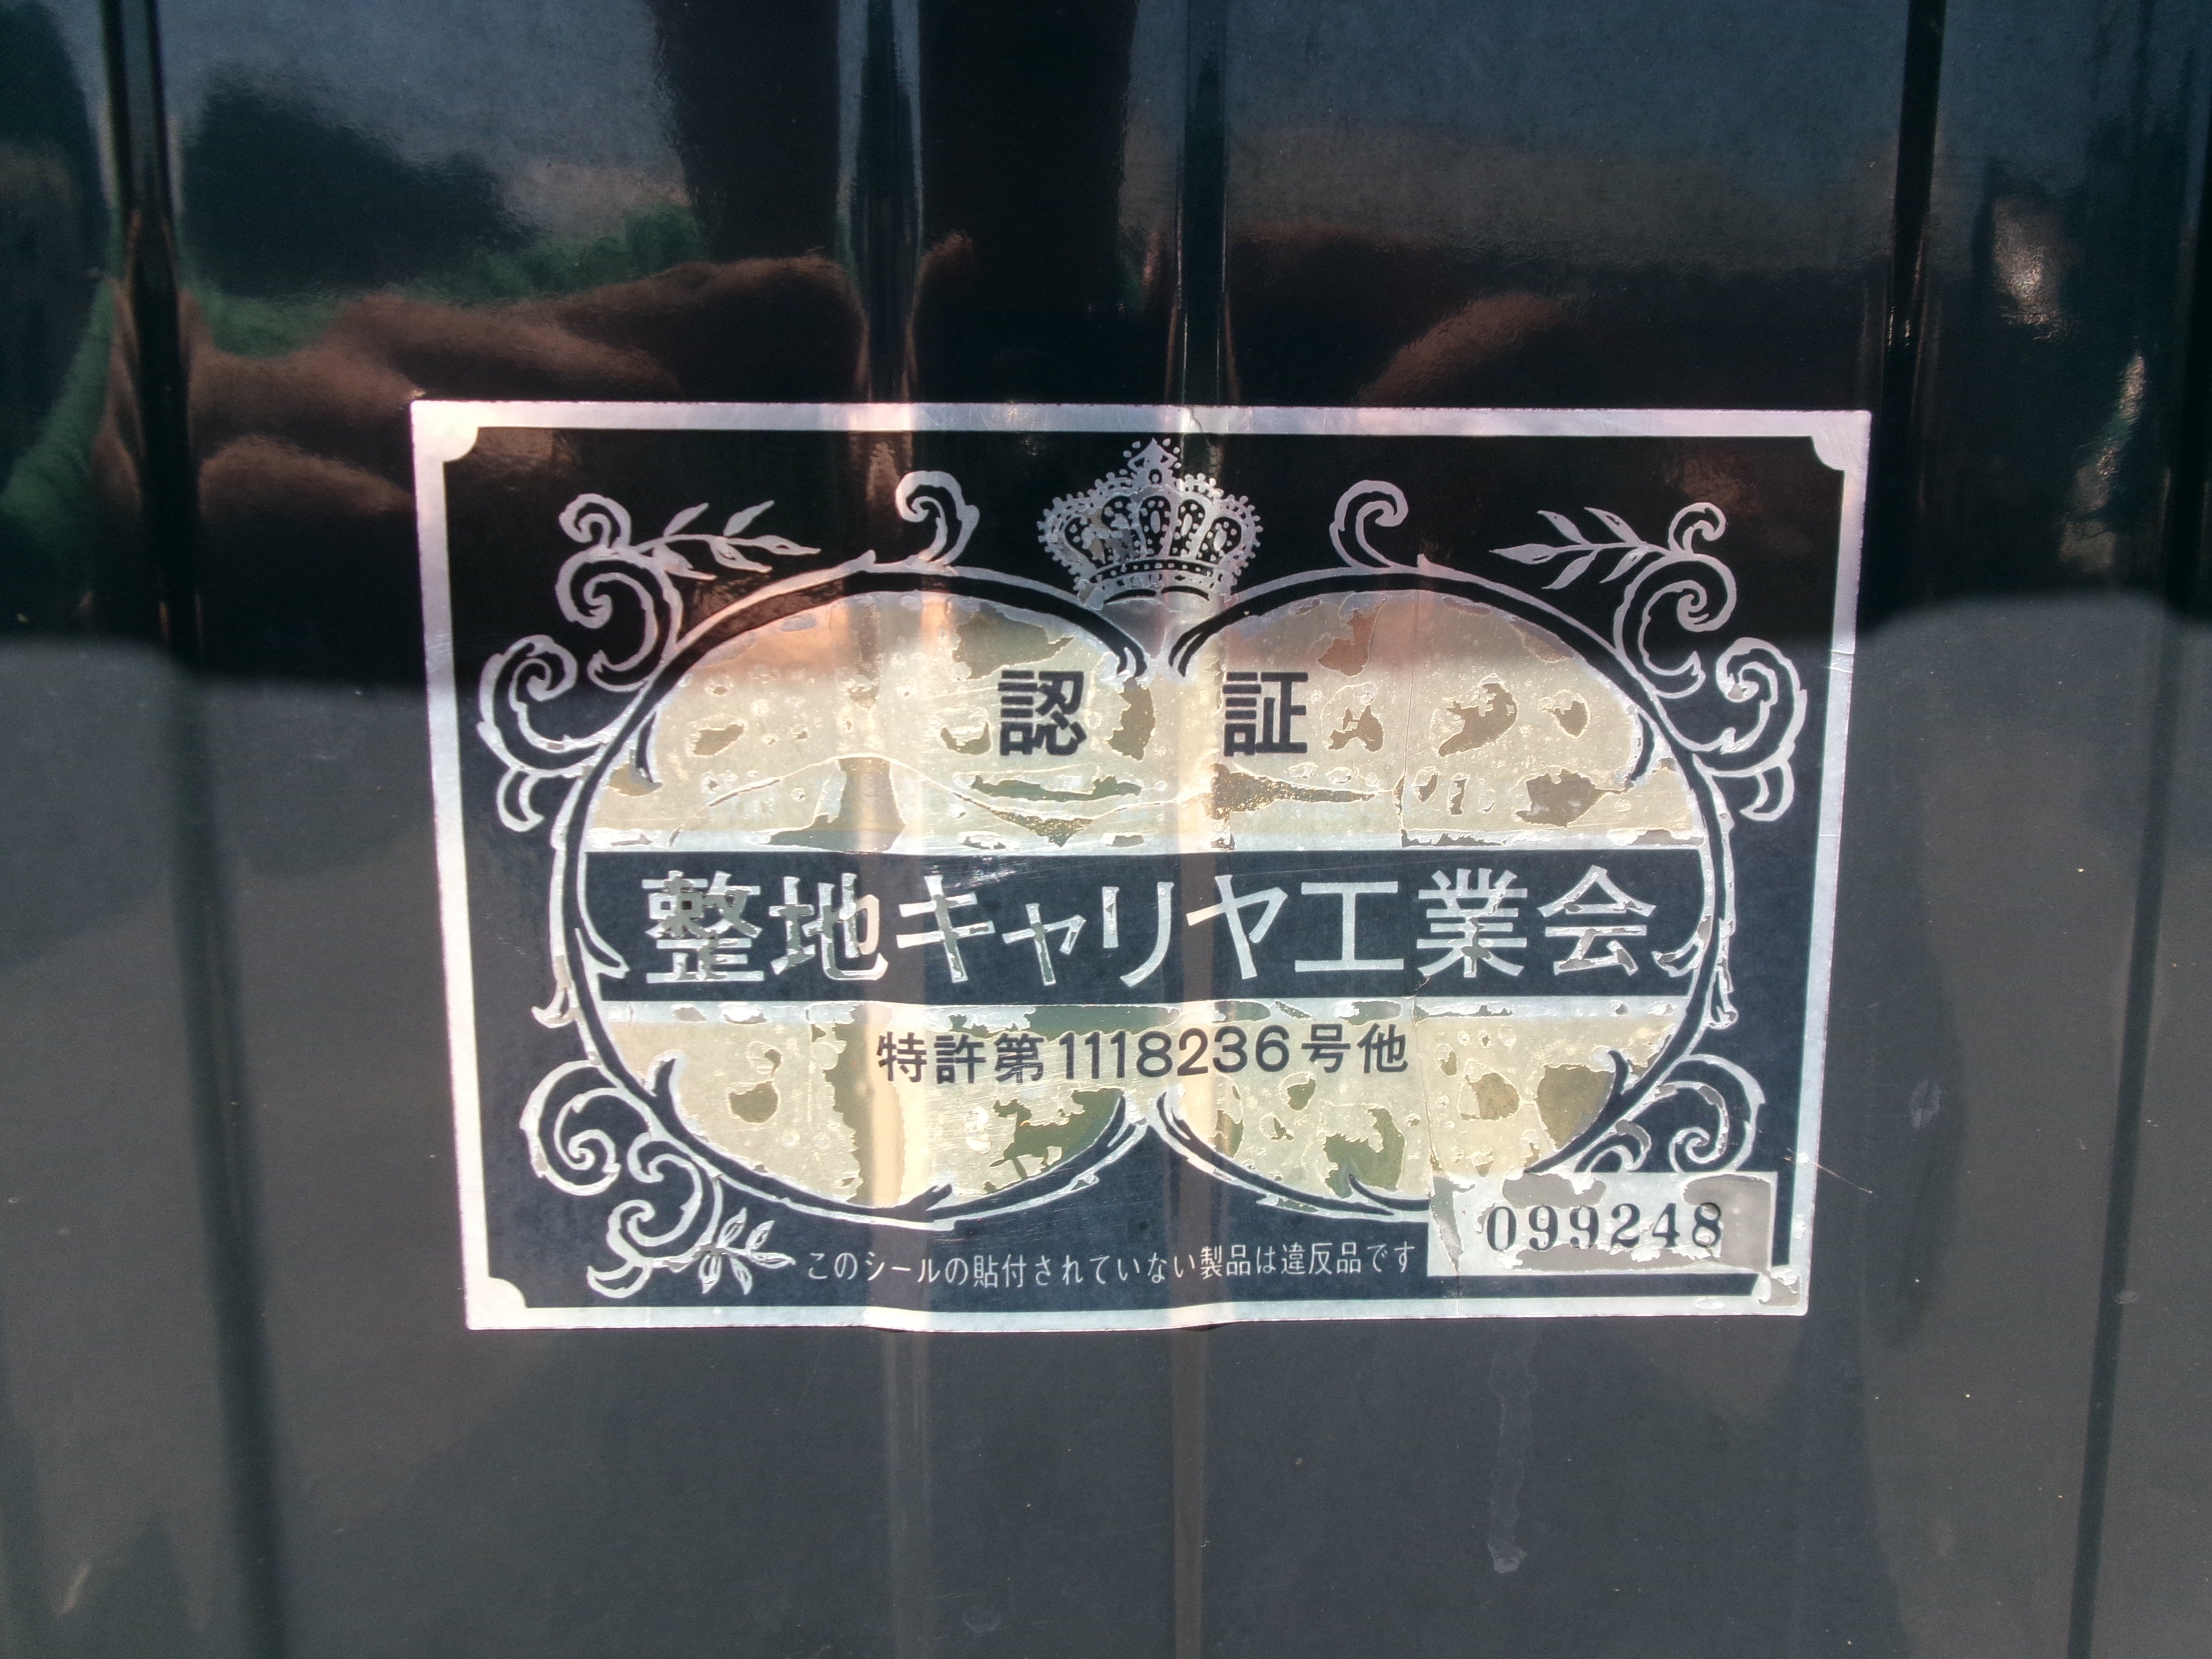 認証
整地キャリヤ工業会
特許第1118236号他
099248
このシールの貼付されていない製品は違反品です